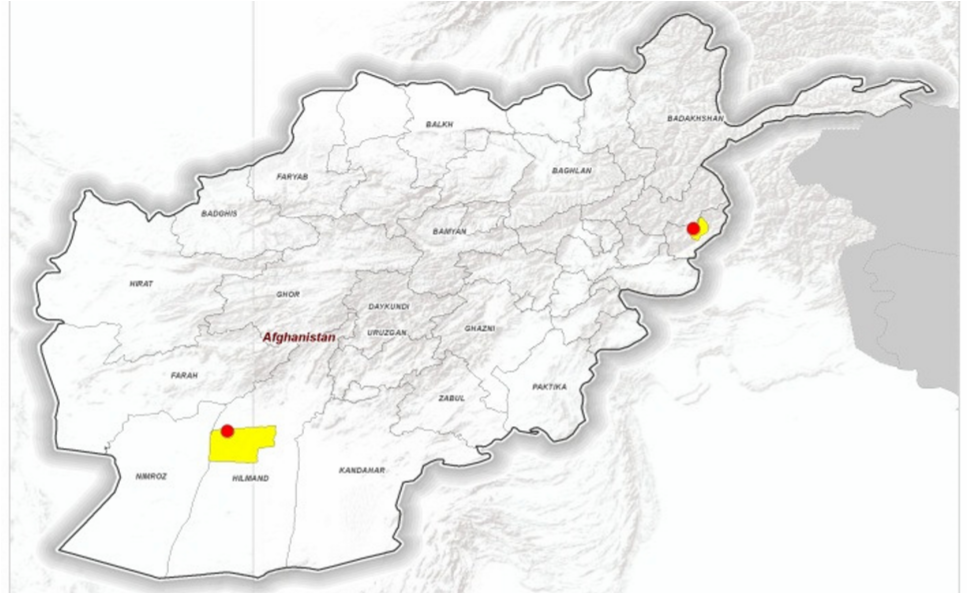 BADAKHSHAN
BALKH
BAGHLAN
FARYAB
BADGHIS
BAMYAN
HIRAT
GHOR
DAYKUNDI
URUZGAN
GHAZNI
Afghanistan
FARAH
PAKTIKA
ZABUL
KANDAHAR
NIMROZ
HILMAND